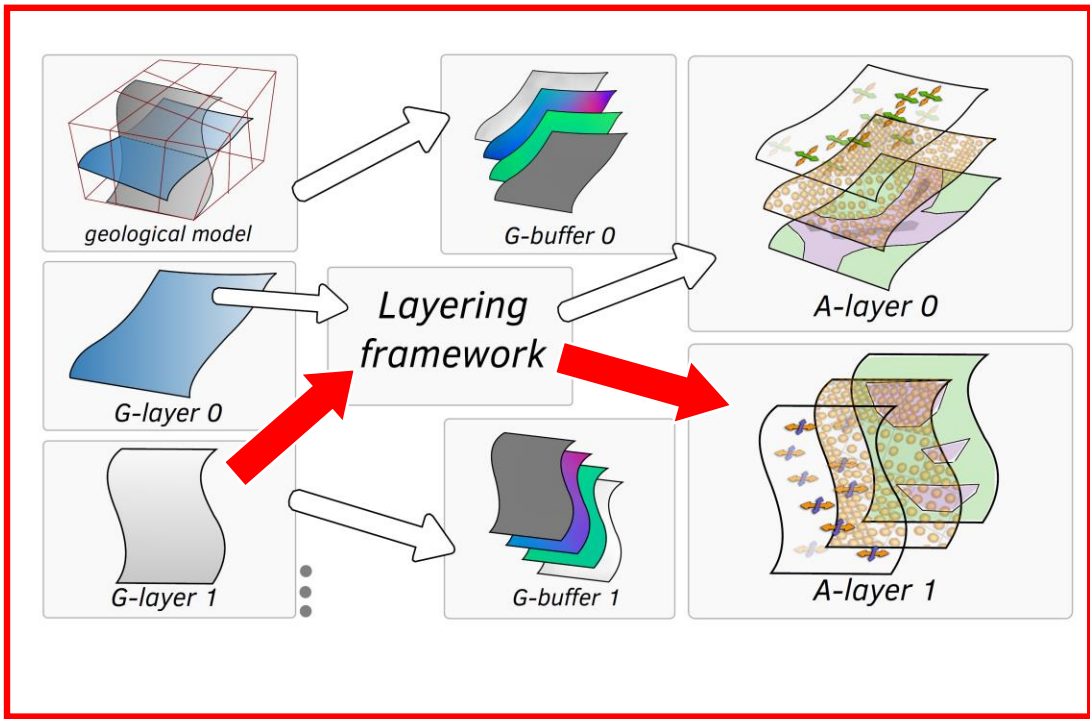 geological model
G-buffer 0
A-layer 0
G-layer 0
Layering
framework
G-layer 1
G-buffer 1
A-layer 1